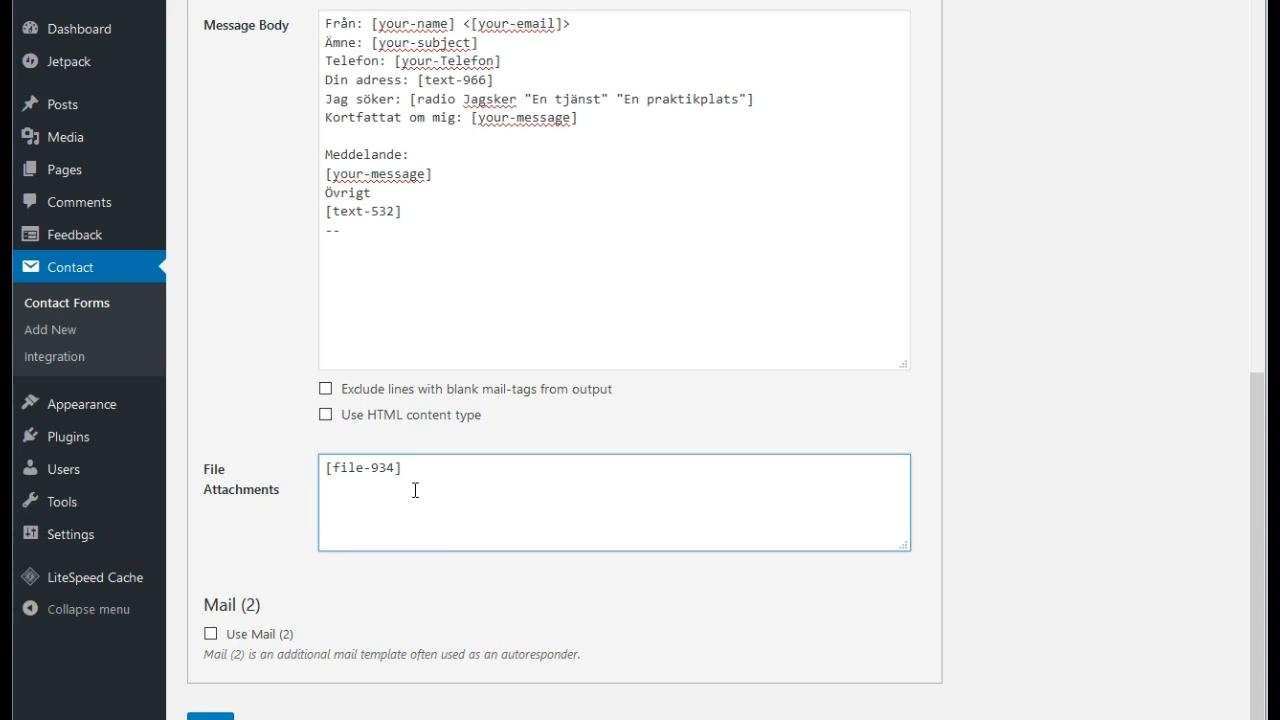 Dashboard
Jetpack
Posts
Media
Pages
Comments
Feedback
Contact
Contact Forms
Add New
Integration
Appearance
Plugins
Users
Tools
Settings
LiteSpeed Cache
Collapse menu
Message Body
Från: [your-name] <[your-email]>
Ämne: [your-subject]
Telefon: [your-Telefon]
Din adress: [text-966]
Jag söker: [radio Jagsker "En tjänst" "En praktikplats"]
Kortfattat om mig: [your-message]
Meddelande:
[your-message]
Övrigt
[text-532]
--
Exclude lines with blank mail-tags from output
Use HTML content type
File
Attachments
[file-934]
Mail (2)
Use Mail (2)
Mail (2) is an additional mail template often used as an autoresponder.